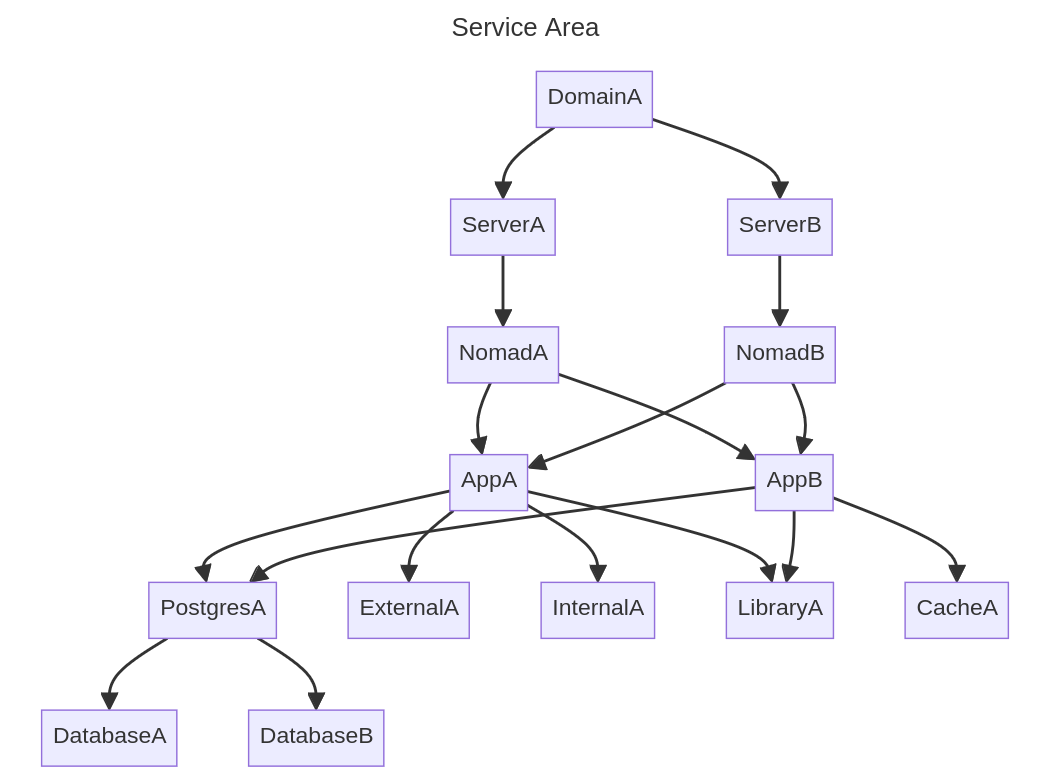 Service Area
DomainA
ServerA
ServerB
NomadA
NomadB
AppA
AppB
PostgresA
ExternalA
InternalA
LibraryA
CacheA
DatabaseA
DatabaseB